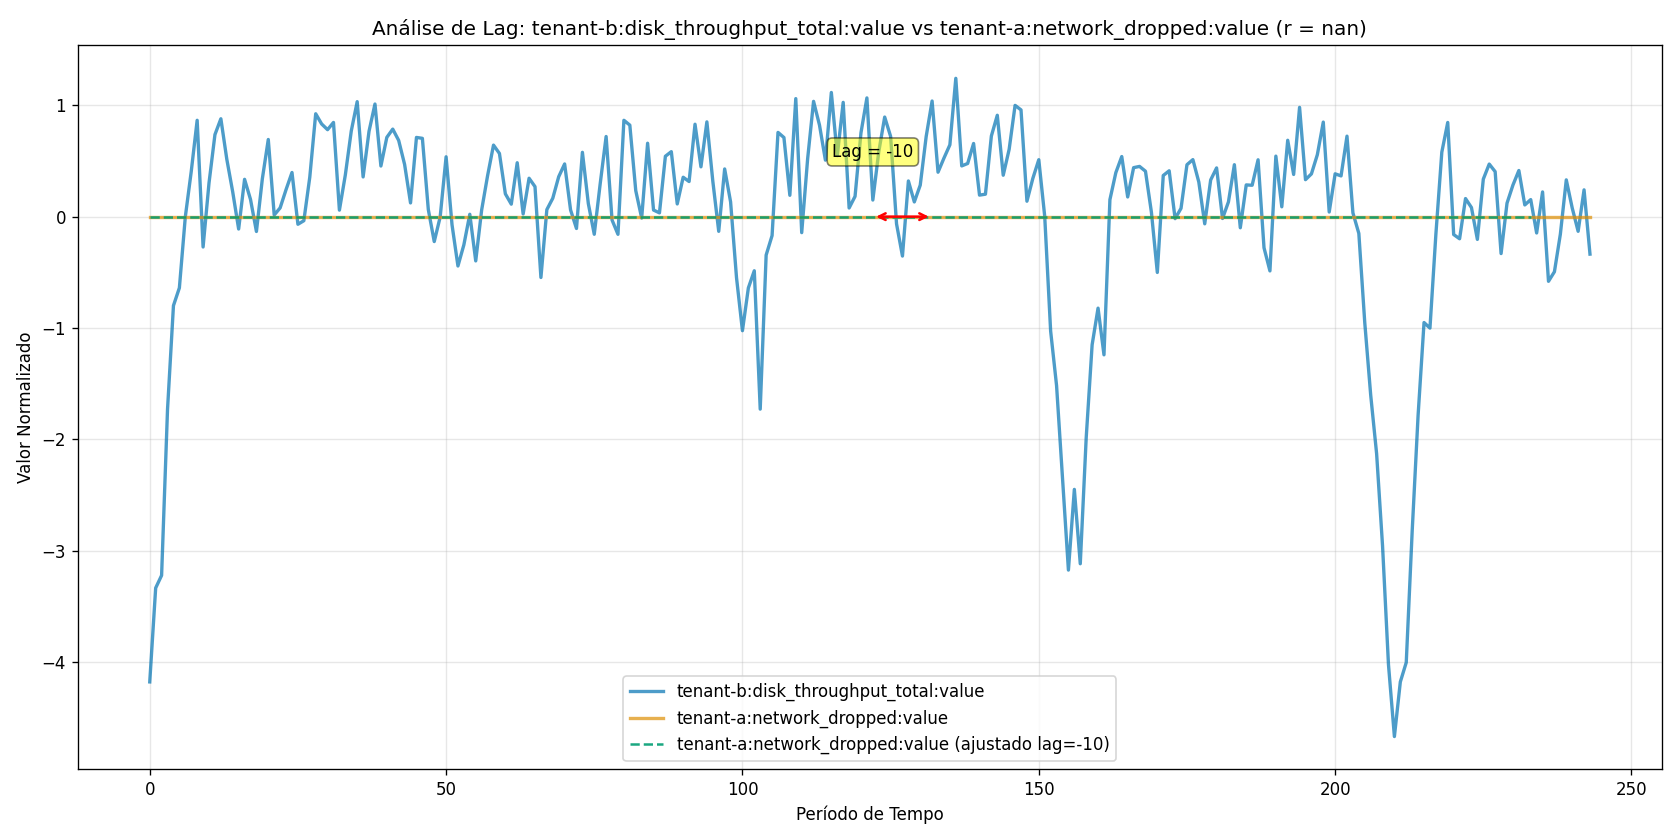 Análise de Lag: tenant-b:disk_throughput_total:value vs tenant-a:network_dropped:value (r = nan)
Valor Normalizado
1
0
−1
−2
−3
−4
Lag = -10
tenant-b:disk_throughput_total:value
tenant-a:network_dropped:value
tenant-a:network_dropped:value (ajustado lag=-10)
0 50 100 150 200 250
Período de Tempo